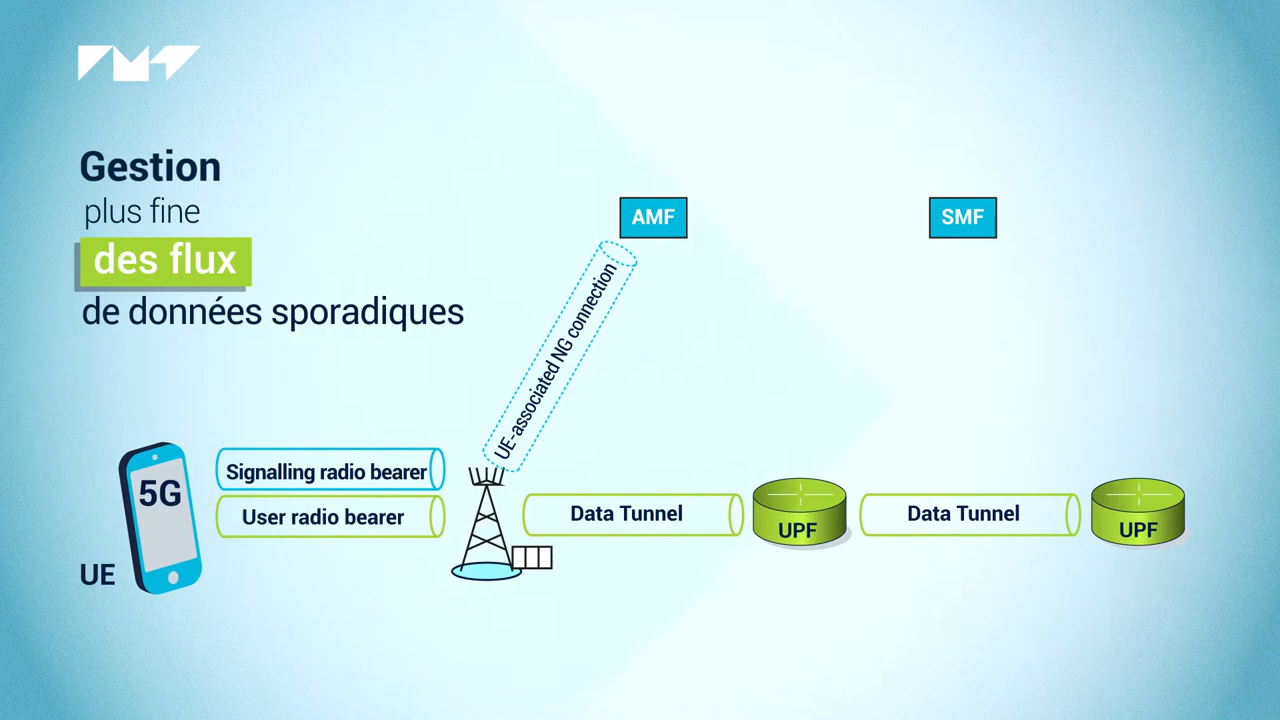 Gestion
plus fine
des flux
de données sporadiques
AMF
SMF
UE-associated NG connection
5G
UE
Signalling radio bearer
User radio bearer
Data Tunnel
UPF
Data Tunnel
UPF